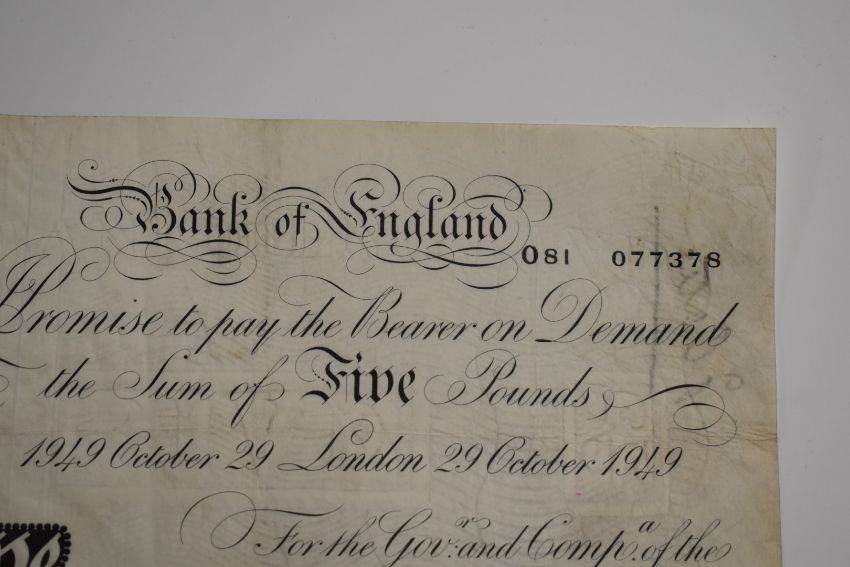 Bank of England
O81 077378
Promise to pay the Bearer on Demand
the Sum of Five Pounds
1949 October 29 London 29 October 1949
For the Govr. and Compa. of the